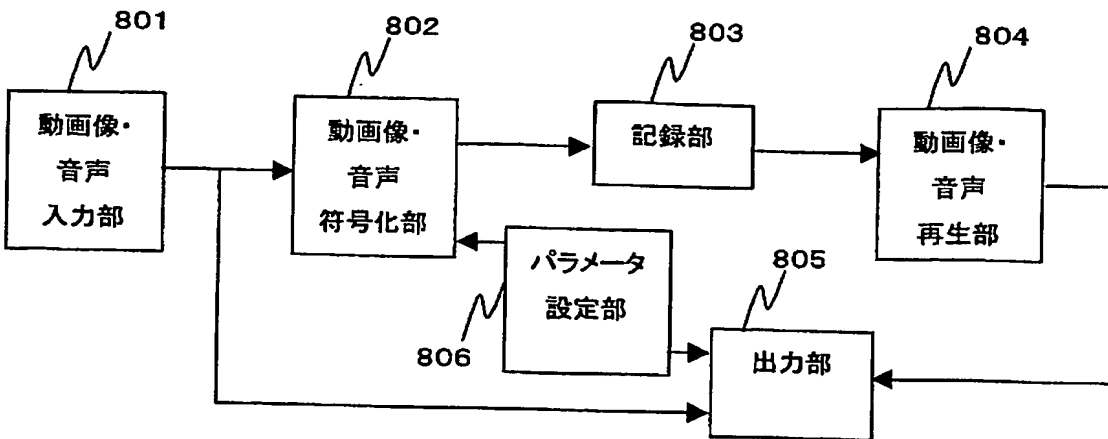 801
動画像・
音声
入力部
802
動画像・
音声
符号化部
803
記録部
804
動画像・
音声
再生部
806
パラメータ
設定部
805
出力部